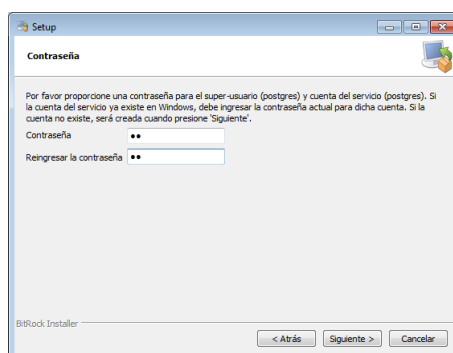 Setup
Contraseña
Por favor proporcione una contraseña para el super-usuario (postgres) y cuenta del servicio (postgres). Si
la cuenta del servicio ya existe en Windows, debe ingresar la contraseña actual para dicha cuenta. Si la
cuenta no existe, será creada cuando presione 'Siguiente'.
Contraseña ••
Reingresar la contraseña ••
BitRock Installer
< Atrás Siguiente > Cancelar